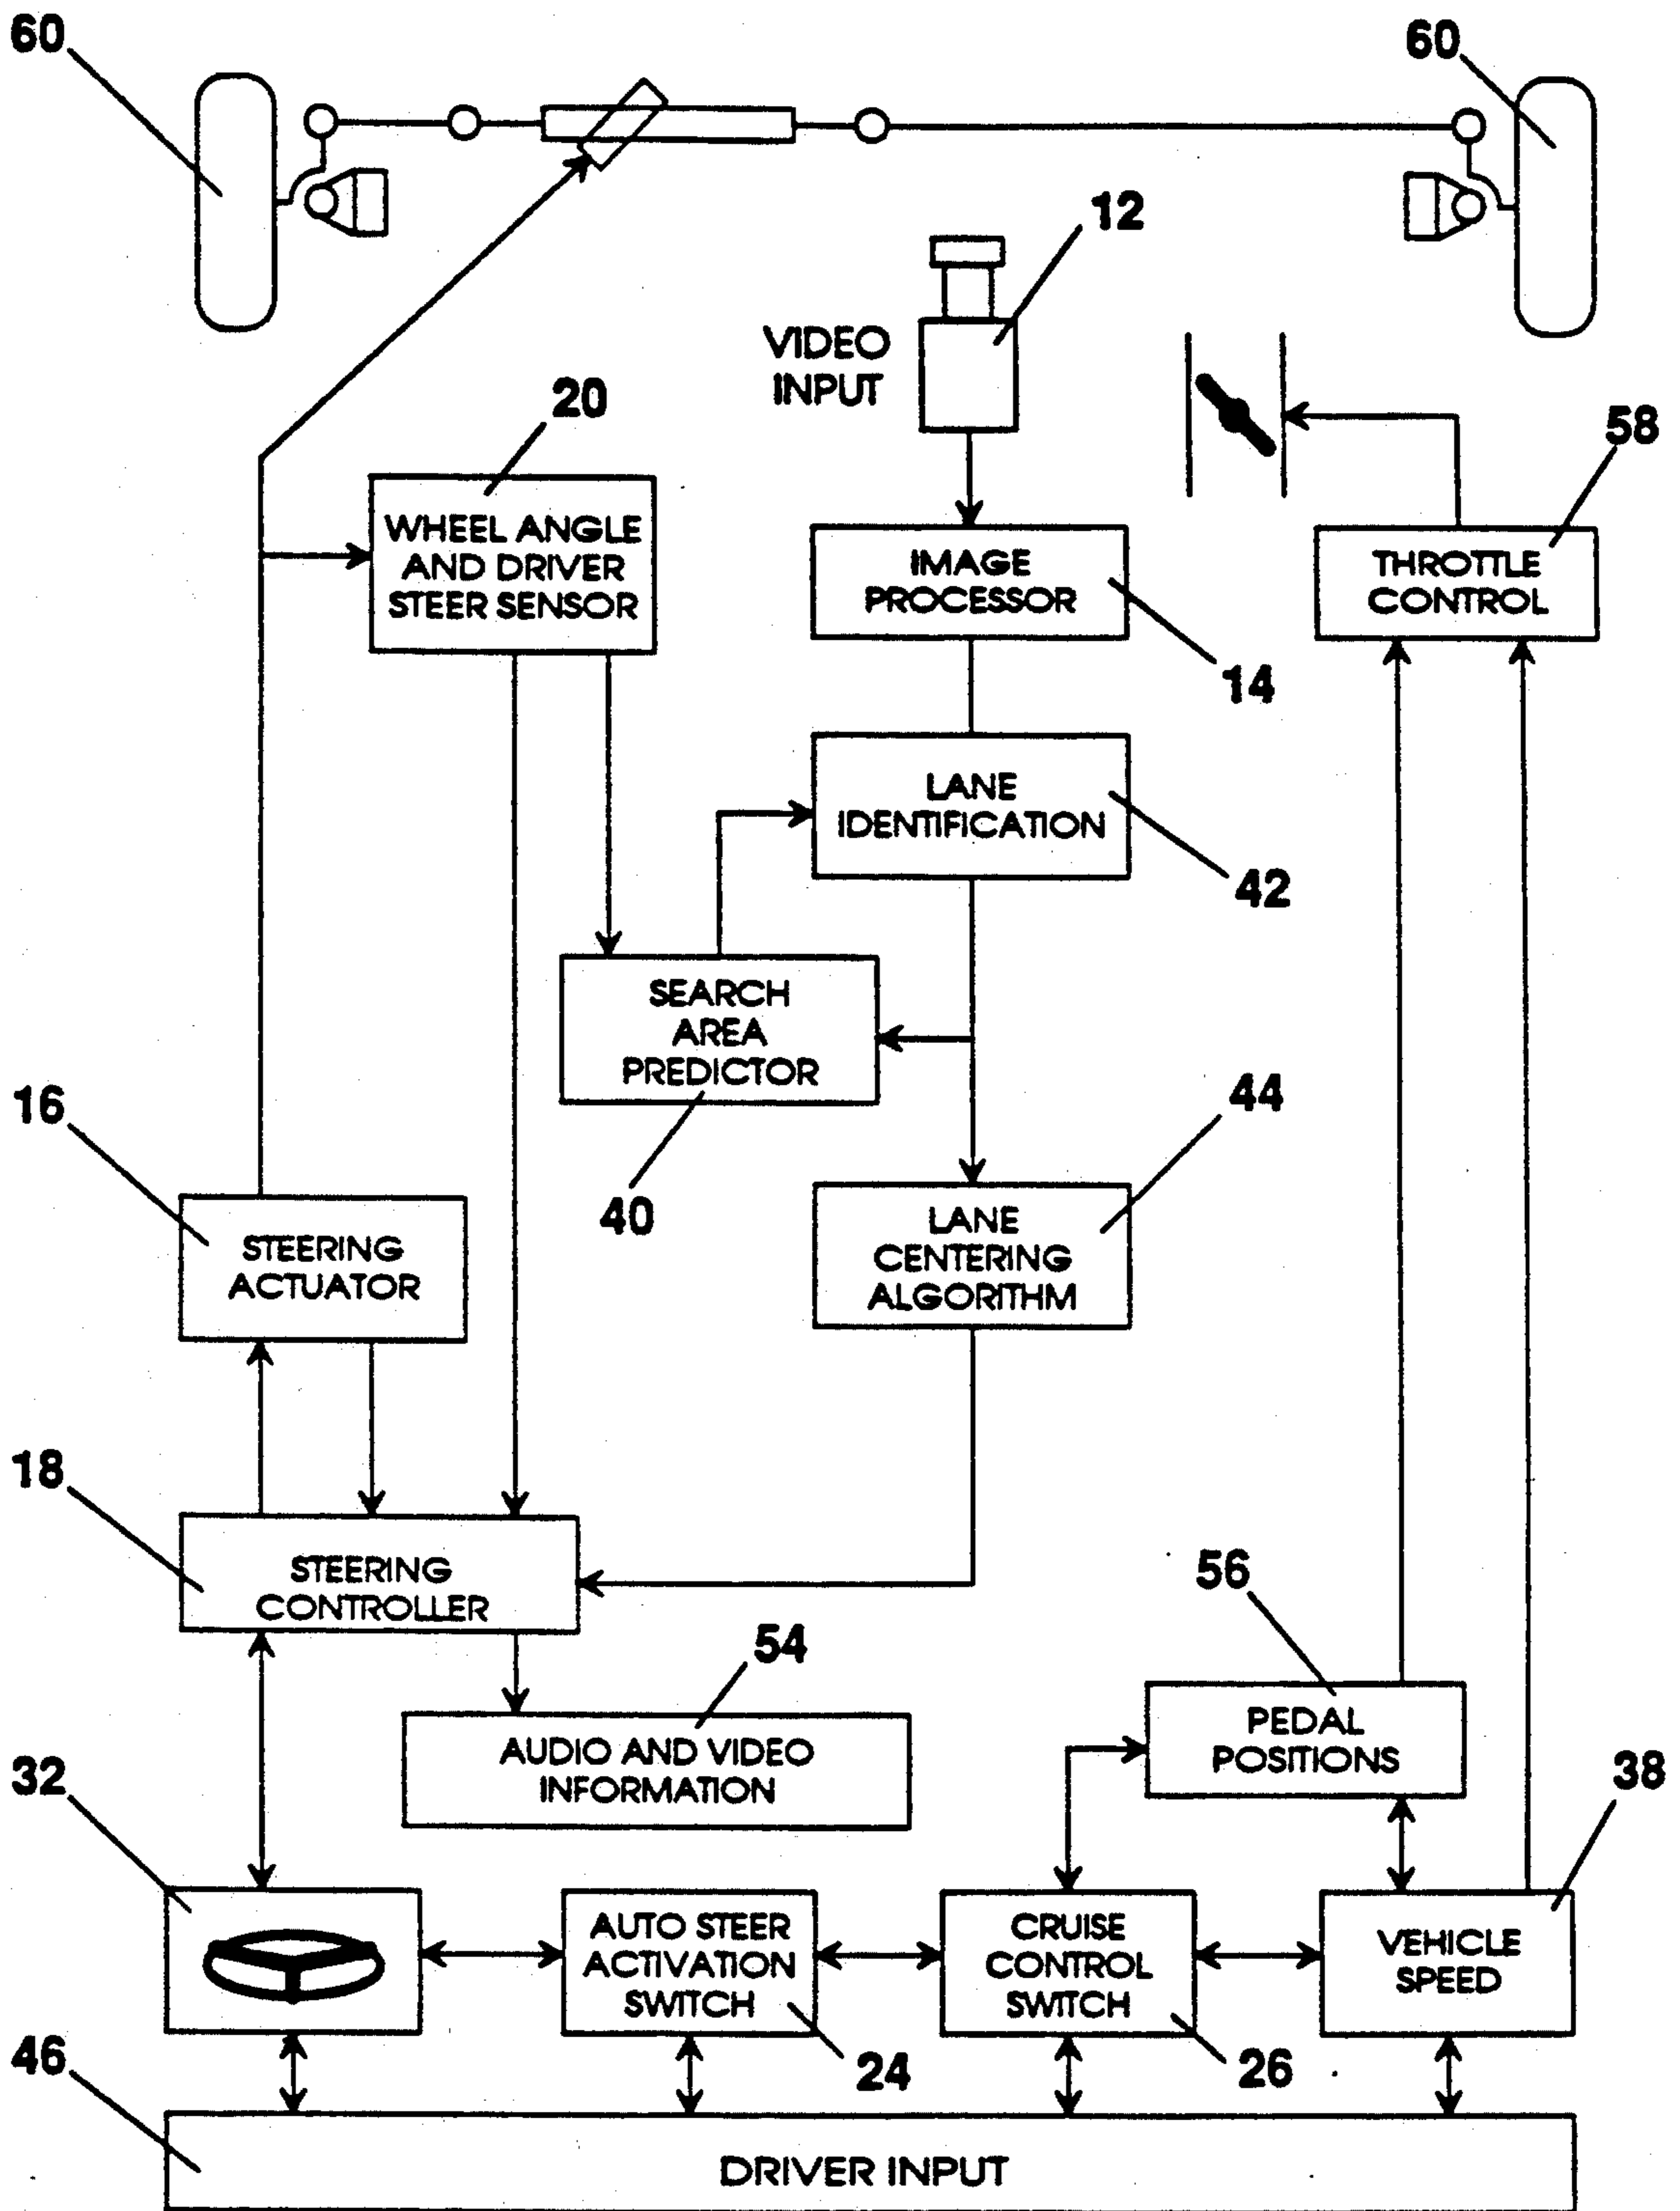 60
60
12
VIDEO
INPUT
20
58
WHEEL ANGLE
AND DRIVER
STEER SENSOR
IMAGE
PROCESSOR
THROTTLE
CONTROL
14
LANE
IDENTIFICATION
42
SEARCH
AREA
PREDICTOR
16
44
40
STEERING
ACTUATOR
LANE
CENTERING
ALGORITHM
18
STEERING
CONTROLLER
56
54
PEDAL
POSITIONS
AUDIO AND VIDEO
INFORMATION
32
38
AUTO STEER
ACTIVATION
SWITCH
CRUISE
CONTROL
SWITCH
VEHICLE
SPEED
46
24
26
DRIVER INPUT